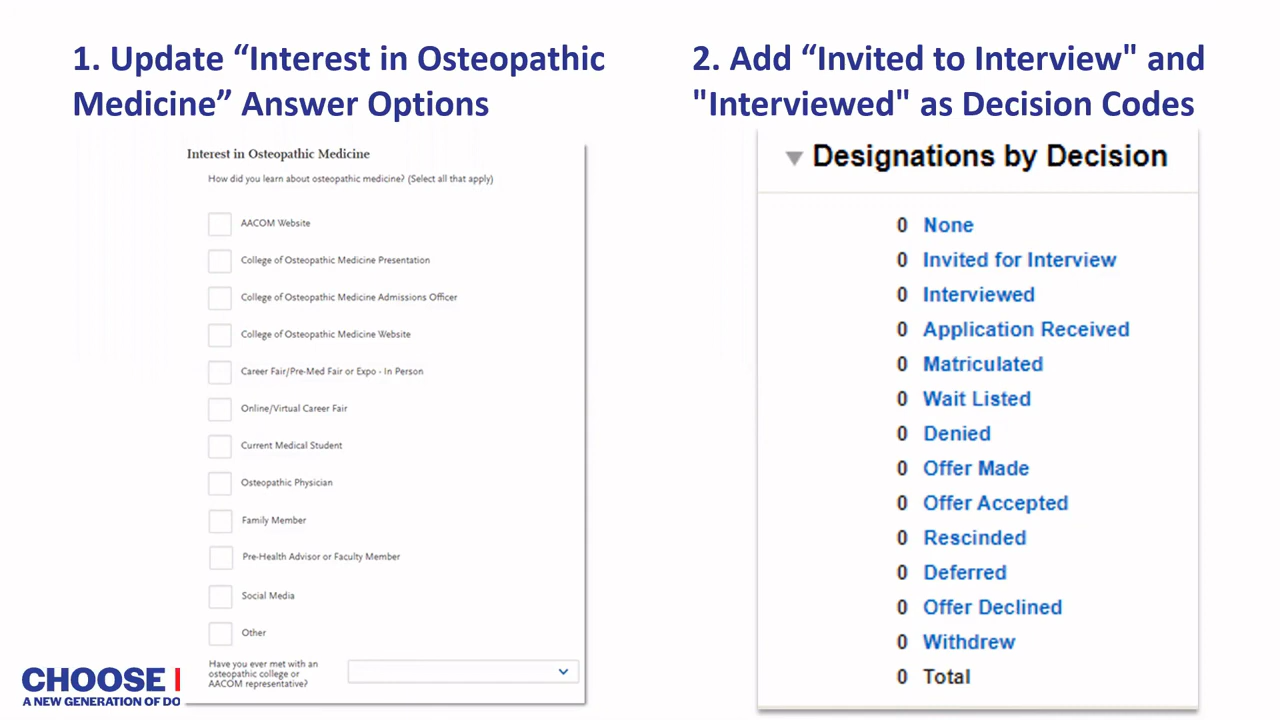 1. Update “Interest in Osteopathic
Medicine” Answer Options
Interest in Osteopathic Medicine
How did you learn about osteopathic medicine? (Select all that apply)
AACOM Website
College of Osteopathic Medicine Presentation
College of Osteopathic Medicine Admissions Officer
College of Osteopathic Medicine Website
Career Fair/Pre-Med Fair or Expo - In Person
Online/Virtual Career Fair
Current Medical Student
Osteopathic Physician
Family Member
Pre-Health Advisor or Faculty Member
Social Media
Other
Have you ever met with an
osteopathic college or
AACOM representative?
CHOOSE
A NEW GENERATION OF DO
2. Add “Invited to Interview" and
"Interviewed" as Decision Codes
Designations by Decision
0 None
0 Invited for Interview
0 Interviewed
0 Application Received
0 Matriculated
0 Wait Listed
0 Denied
0 Offer Made
0 Offer Accepted
0 Rescinded
0 Deferred
0 Offer Declined
0 Withdrew
0 Total